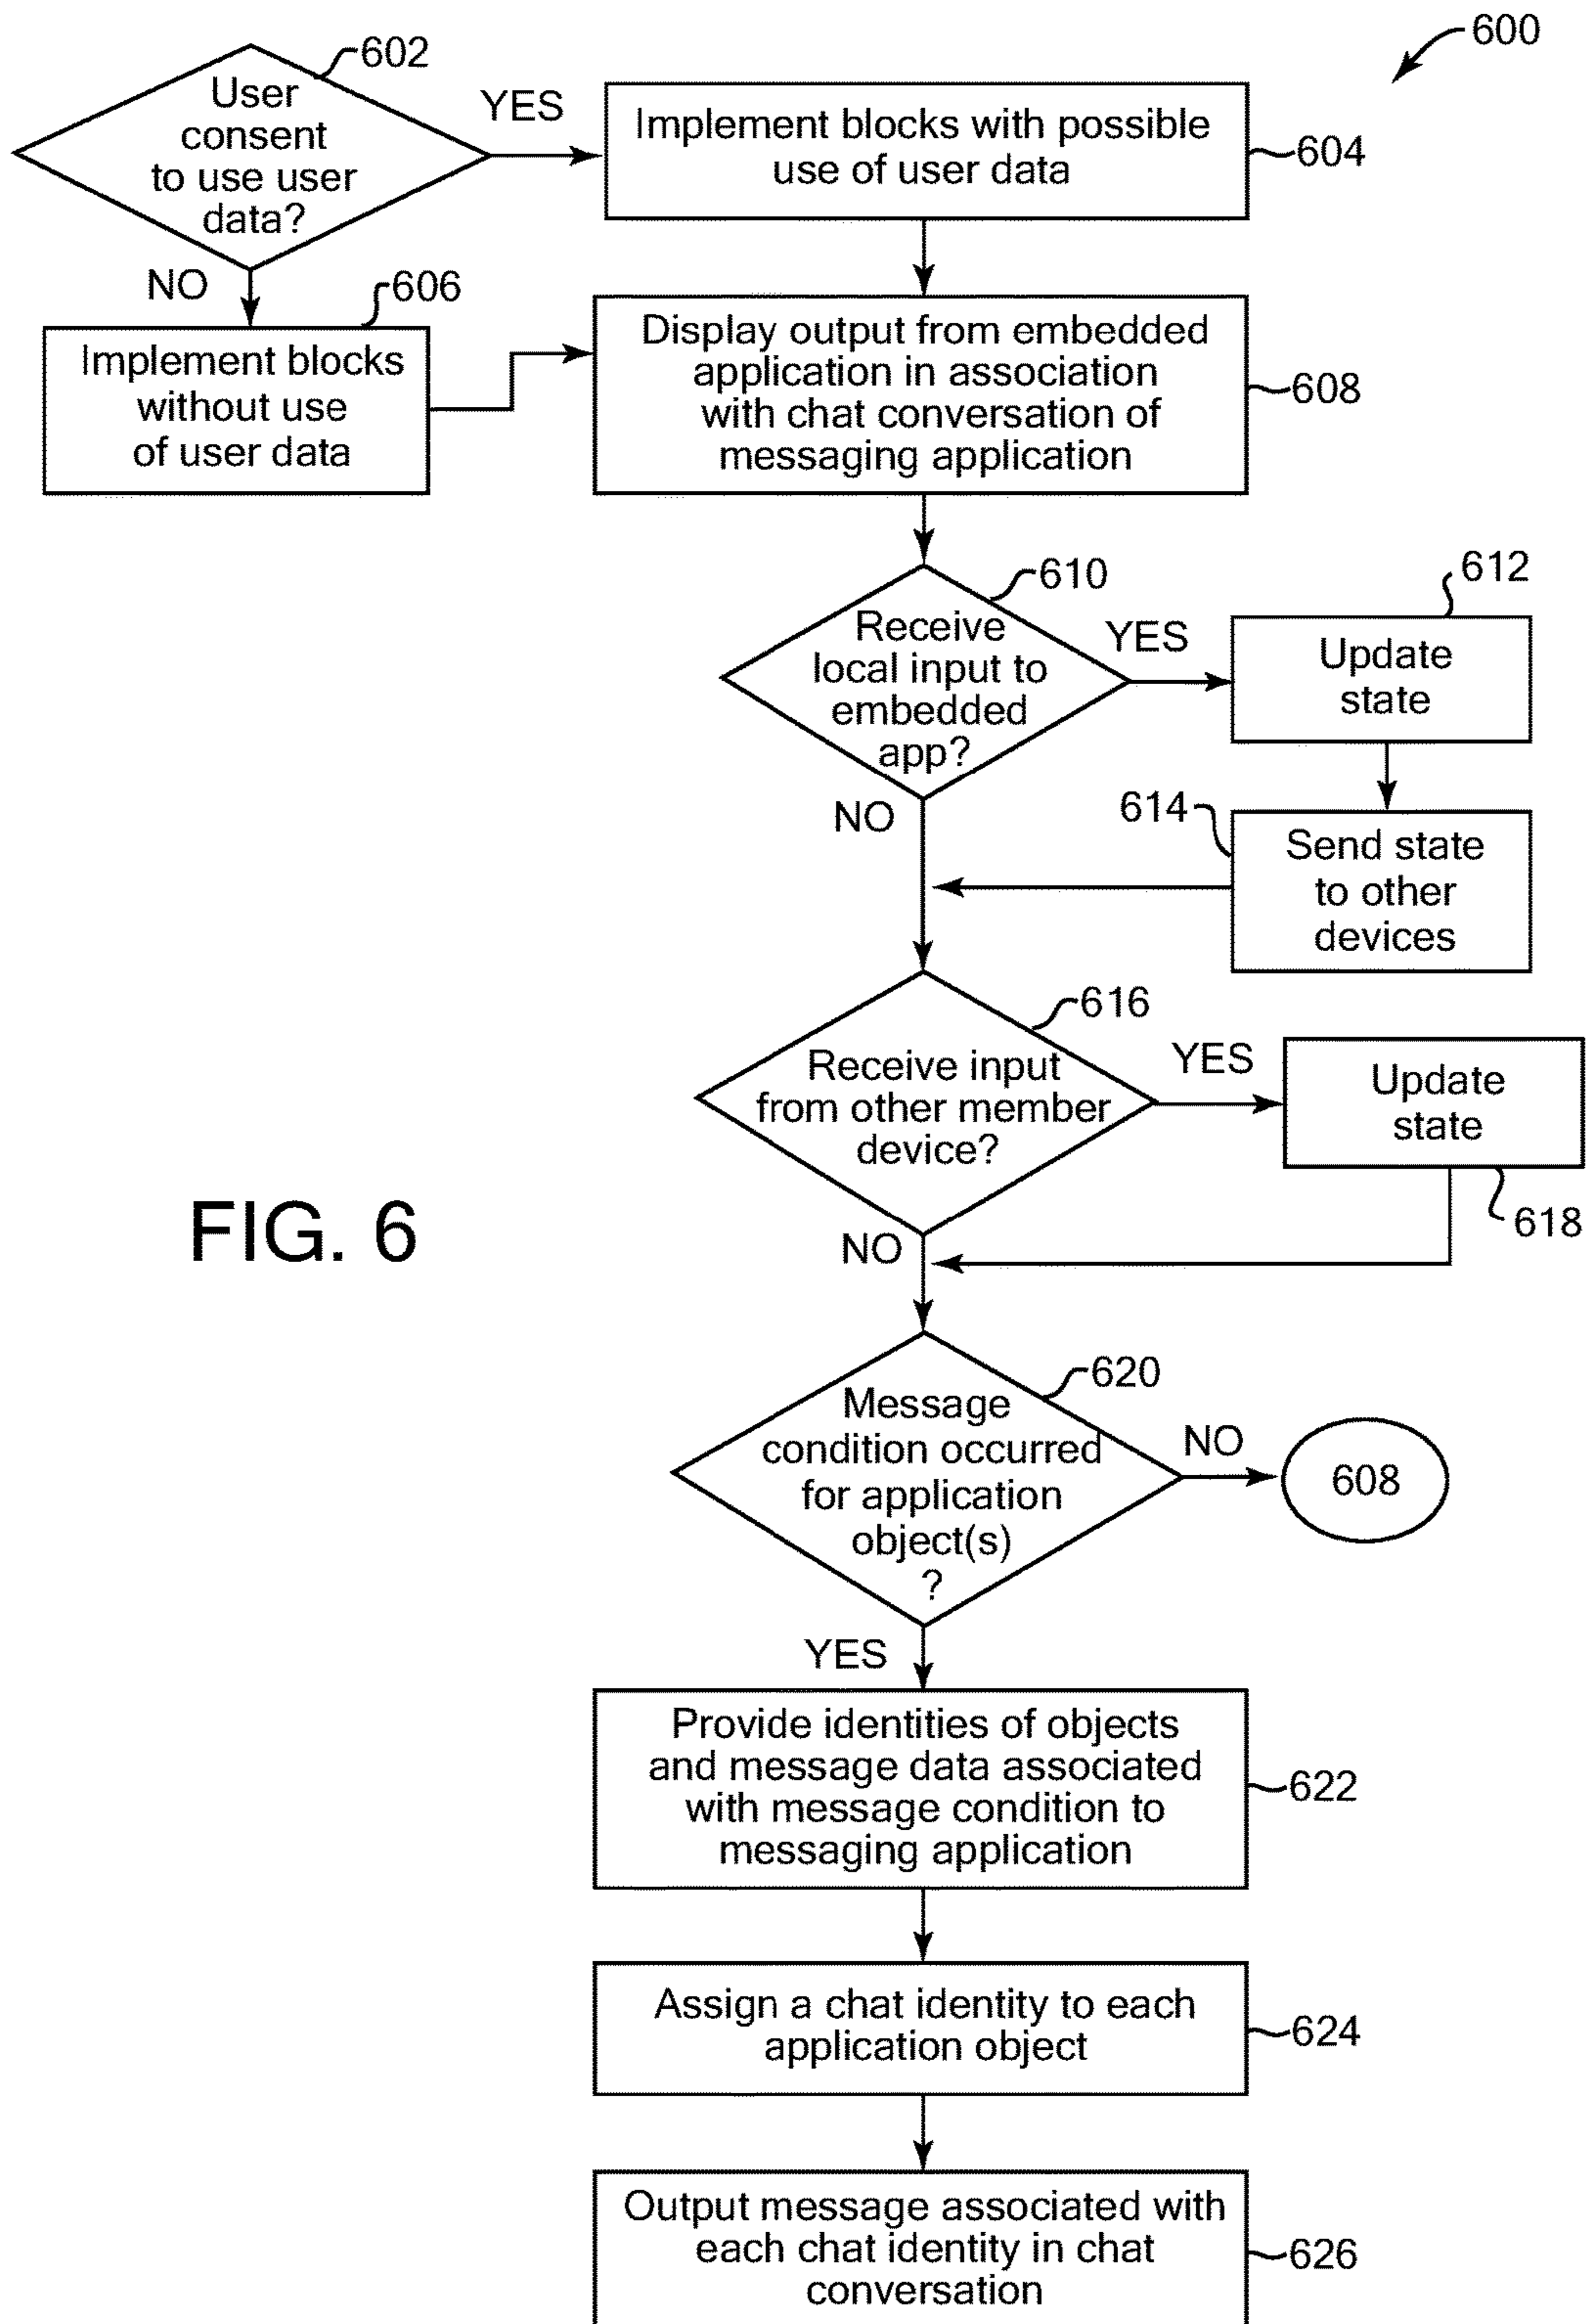 600
602
User
consent
to use user
data?
YES
Implement blocks with possible
use of user data
604
NO
606
Implement blocks
without use
of user data
Display output from embedded
application in association
with chat conversation of
messaging application
608
610
Receive
local input to
embedded
app?
YES
612
Update
state
NO
614
Send state
to other
devices
616
Receive input
from other member
device?
YES
Update
state
618
FIG. 6
NO
620
Message
condition occurred
for application
object(s)
?
NO
608
YES
Provide identities of objects
and message data associated
with message condition to
messaging application
622
Assign a chat identity to each
application object
624
Output message associated with
each chat identity in chat
conversation
626